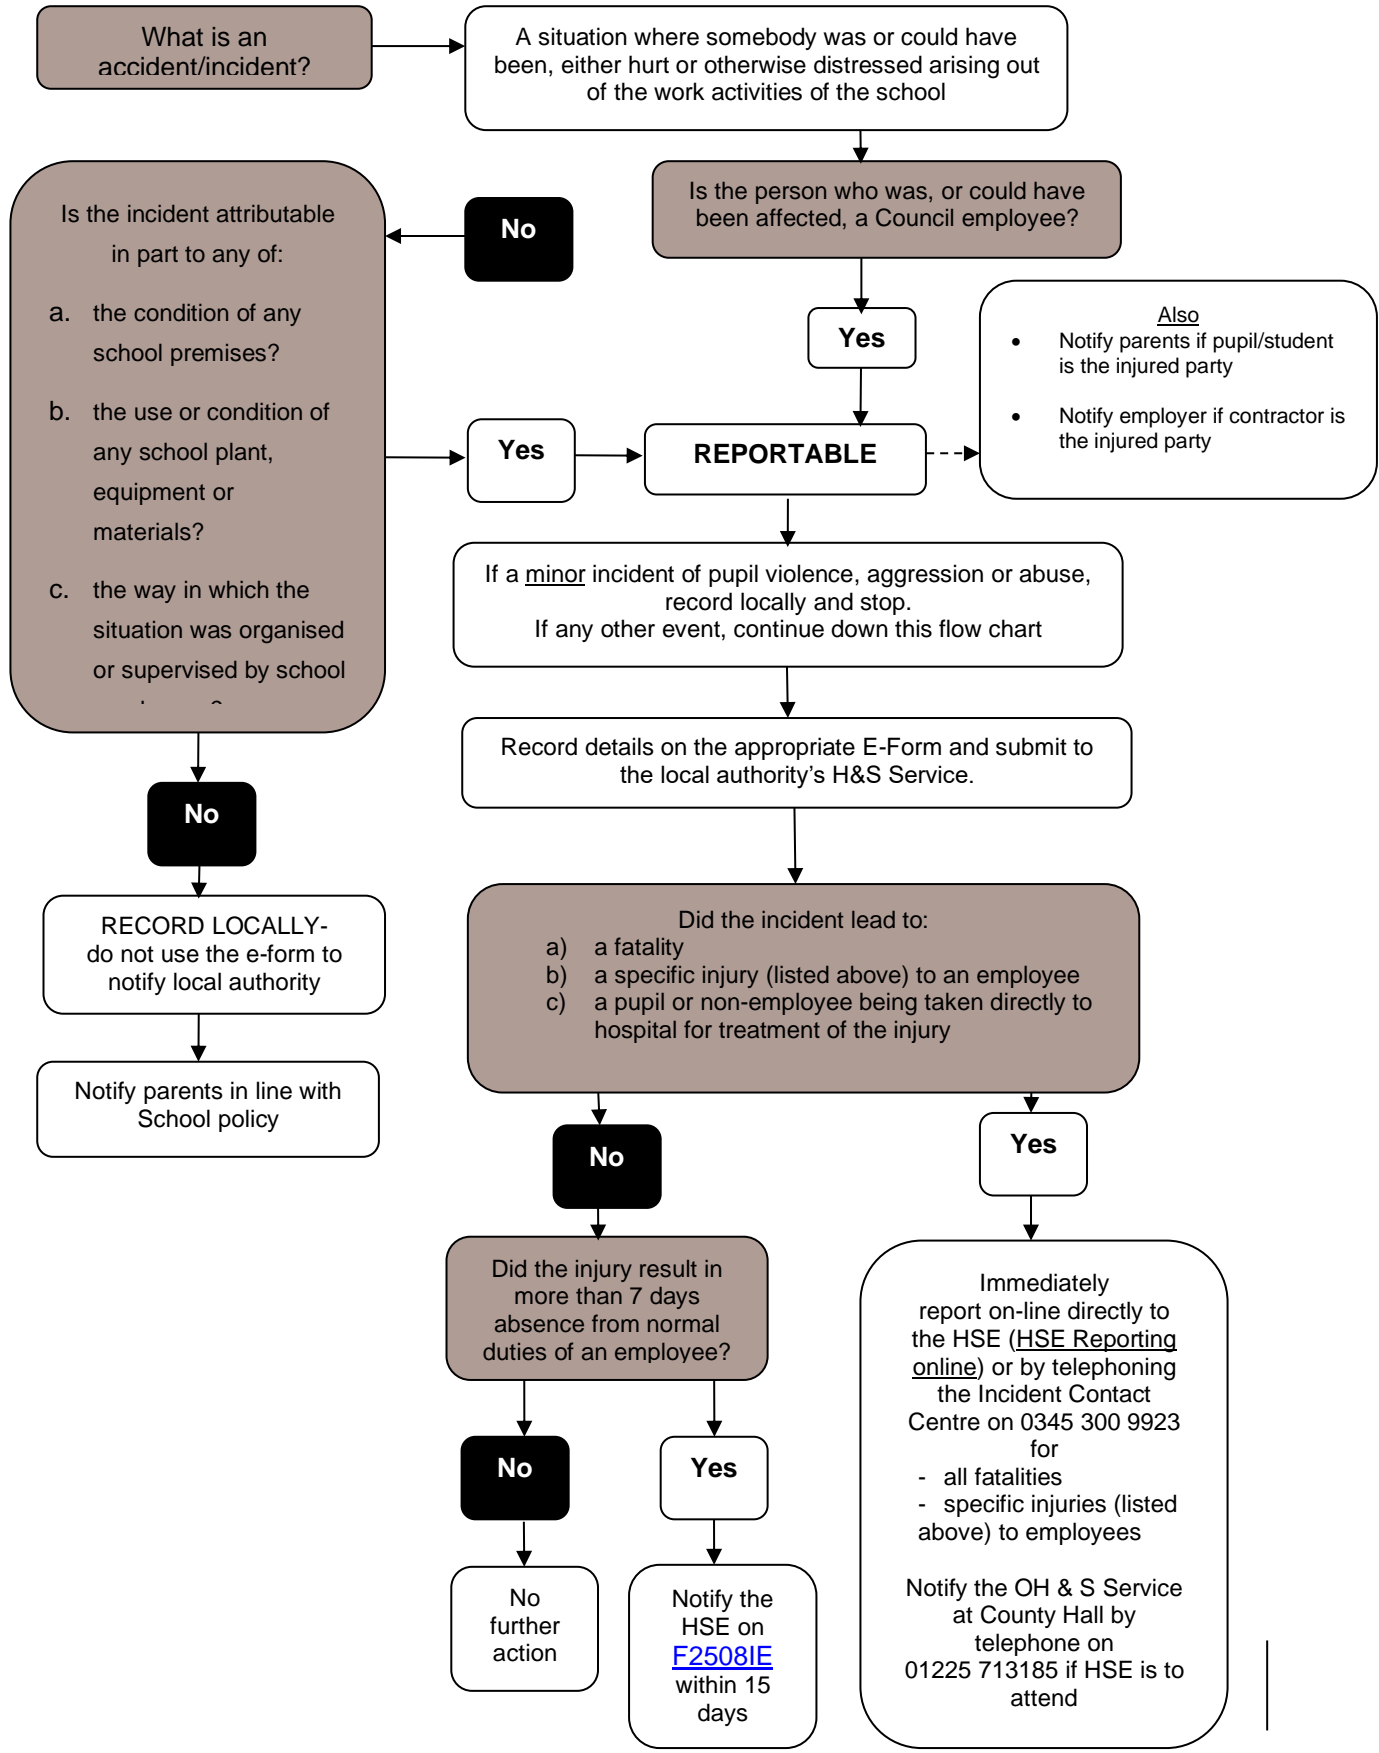 What is an
accident/incident?
A situation where somebody was or could have
been, either hurt or otherwise distressed arising out
of the work activities of the school
Is the person who was, or could have
been affected, a Council employee?
No
Is the incident attributable
in part to any of:
a. the condition of any
school premises?
b. the use or condition of
any school plant,
equipment or
materials?
c. the way in which the
situation was organised
or supervised by school
Yes
Also
• Notify parents if pupil/student
is the injured party
• Notify employer if contractor is
the injured party
Yes
REPORTABLE
If a minor incident of pupil violence, aggression or abuse,
record locally and stop.
If any other event, continue down this flow chart
Record details on the appropriate E-Form and submit to
the local authority’s H&S Service.
No
RECORD LOCALLY-
do not use the e-form to
notify local authority
Notify parents in line with
School policy
Did the incident lead to:
a) a fatality
b) a specific injury (listed above) to an employee
c) a pupil or non-employee being taken directly to
hospital for treatment of the injury
No
Yes
Did the injury result in
more than 7 days
absence from normal
duties of an employee?
No
Yes
No
further
action
Notify the
HSE on
F2508IE
within 15
days
Immediately
report on-line directly to
the HSE (HSE Reporting
online) or by telephoning
the Incident Contact
Centre on 0345 300 9923
for
- all fatalities
- specific injuries (listed
above) to employees
Notify the OH & S Service
at County Hall by
telephone on
01225 713185 if HSE is to
attend